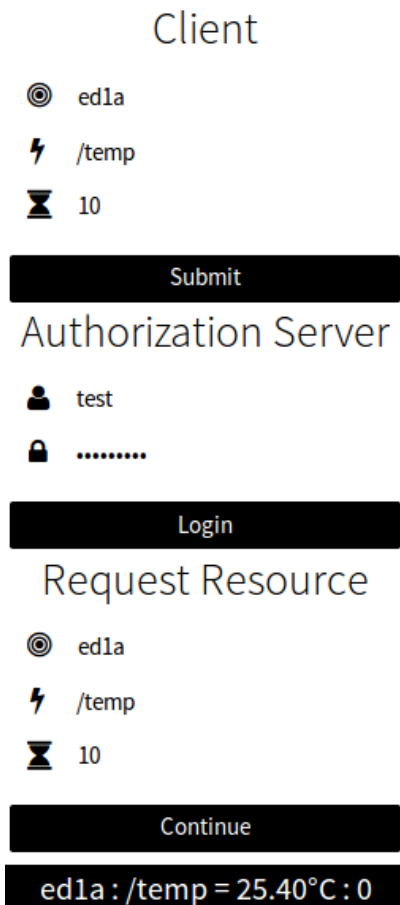 Client
ed1a
/temp
10
Submit
Authorization Server
test
•••••••••
Login
Request Resource
ed1a
/temp
10
Continue
ed1a : /temp = 25.40°C : 0